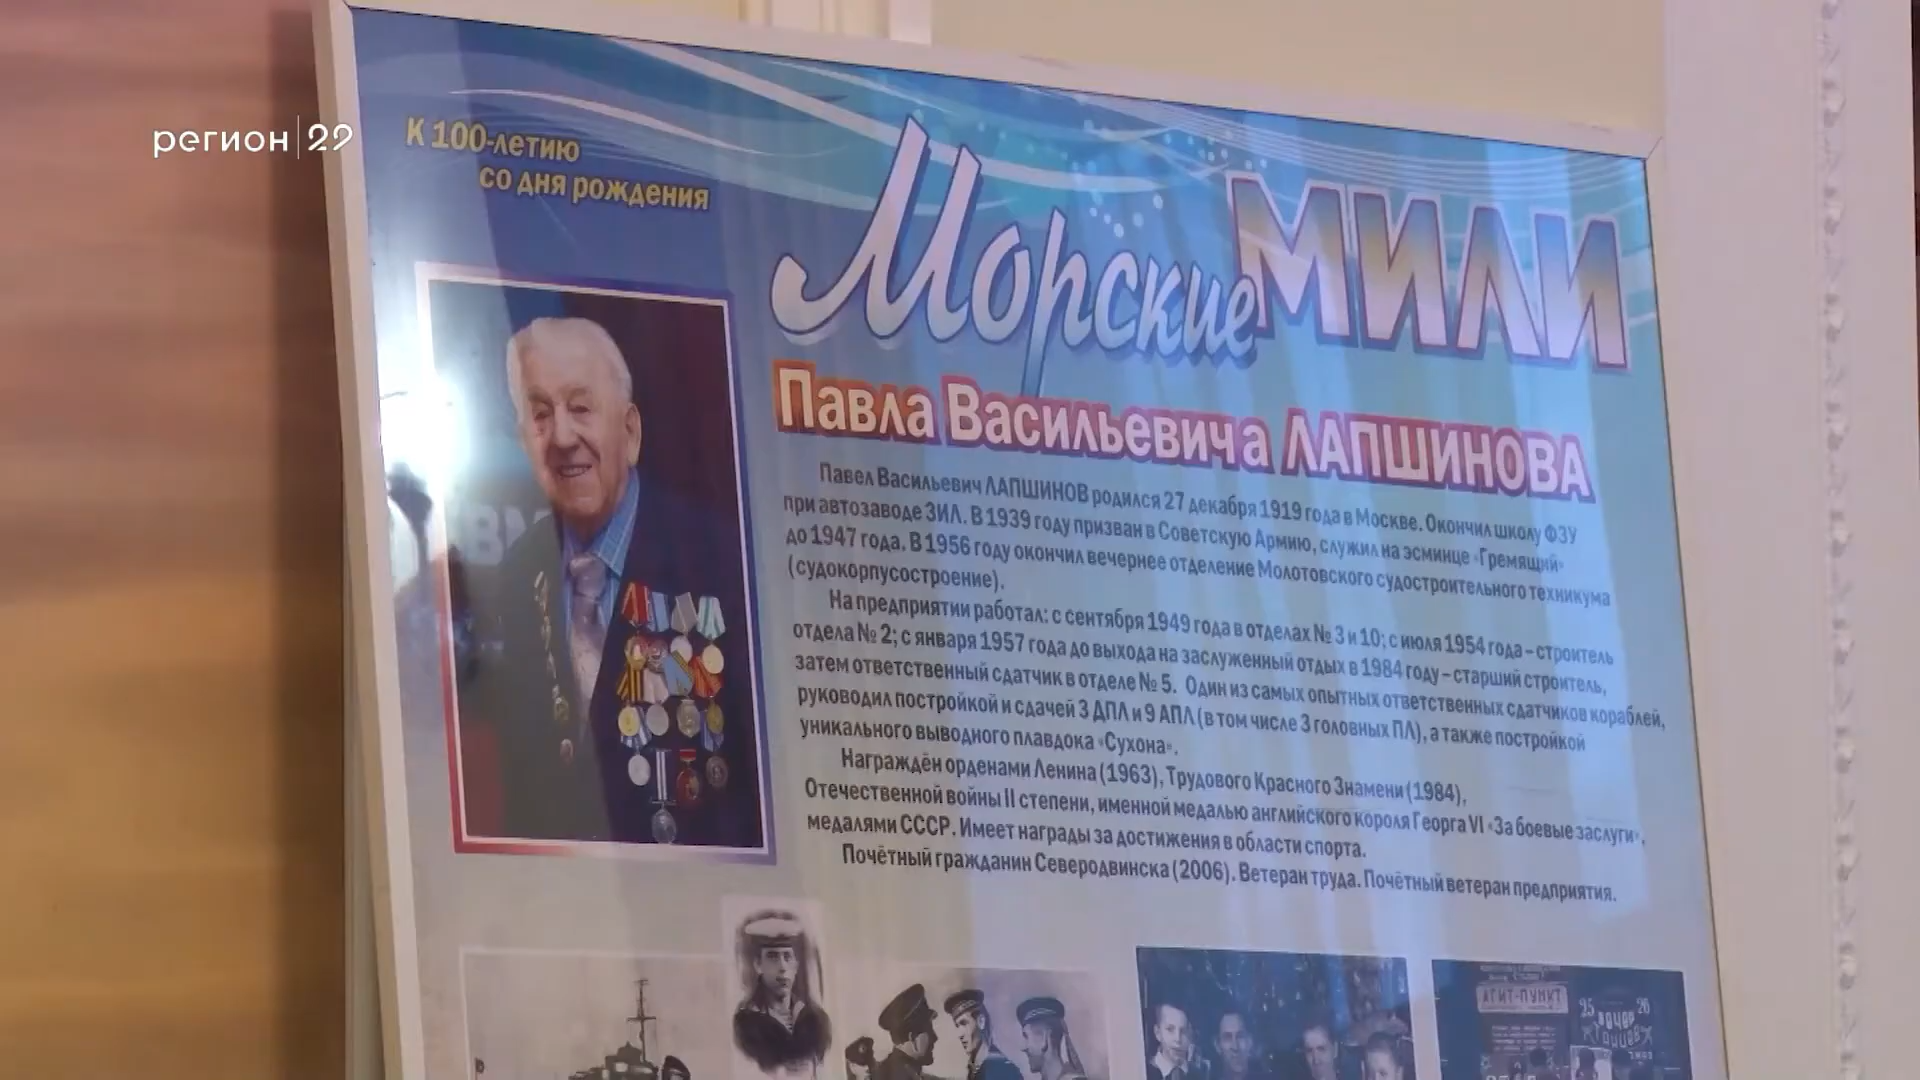 регион|29
К 100-летию
со дня рождения
Морские МИЛИ
Павла Васильевича ЛАПШИНОВА
Павел Васильевич ЛАПШИНОВ родился 27 декабря 1919 года в Москве. Окончил школу ФЗУ
при автозаводе ЗИЛ. В 1939 году призван в Советскую Армию, служил на эсминце «Гремящий»
до 1947 года. В 1956 году окончил вечернее отделение Молотовского судостроительного техникума
(судокорпусостроение).
На предприятии работал: с сентября 1949 года в отделах № 3 и 10; с июля 1954 года – строитель
отдела № 2; с января 1957 года до выхода на заслуженный отдых в 1984 году – старший строитель,
затем ответственный сдатчик в отделе № 5. Один из самых опытных ответственных сдатчиков кораблей,
руководил постройкой и сдачей 3 ДПЛ и 9 АПЛ (в том числе 3 головных ПЛ), а также постройкой
уникального выводного плавдока «Сухона».
Награждён орденами Ленина (1963), Трудового Красного Знамени (1984),
Отечественной войны II степени, именной медалью английского короля Георга VI «За боевые заслуги»,
медалями СССР. Имеет награды за достижения в области спорта.
Почётный гражданин Северодвинска (2006). Ветеран труда. Почётный ветеран предприятия.
АГИТ-ПУНКТ
25 26